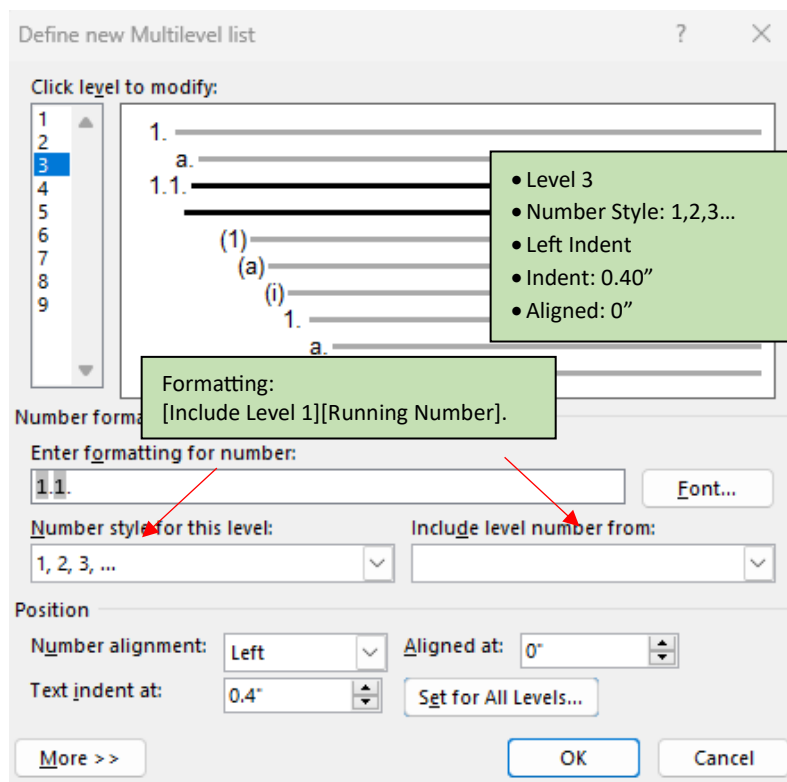 Define new Multilevel list ? ×
Click level to modify:
1
2
3
4
5
6
7
8
9
1.
a.
1.1.
(1)
(a)
(i)
1.
a.
• Level 3
• Number Style: 1,2,3...
• Left Indent
• Indent: 0.40”
• Aligned: 0”
Formatting:
[Include Level 1][Running Number].
Number forma
Enter formatting for number:
1.1.
Font...
Number style for this level: Include level number from:
1, 2, 3, ...
Position
Number alignment: Left Aligned at: 0"
Text indent at: 0.4" Set for All Levels...
More >> OK Cancel